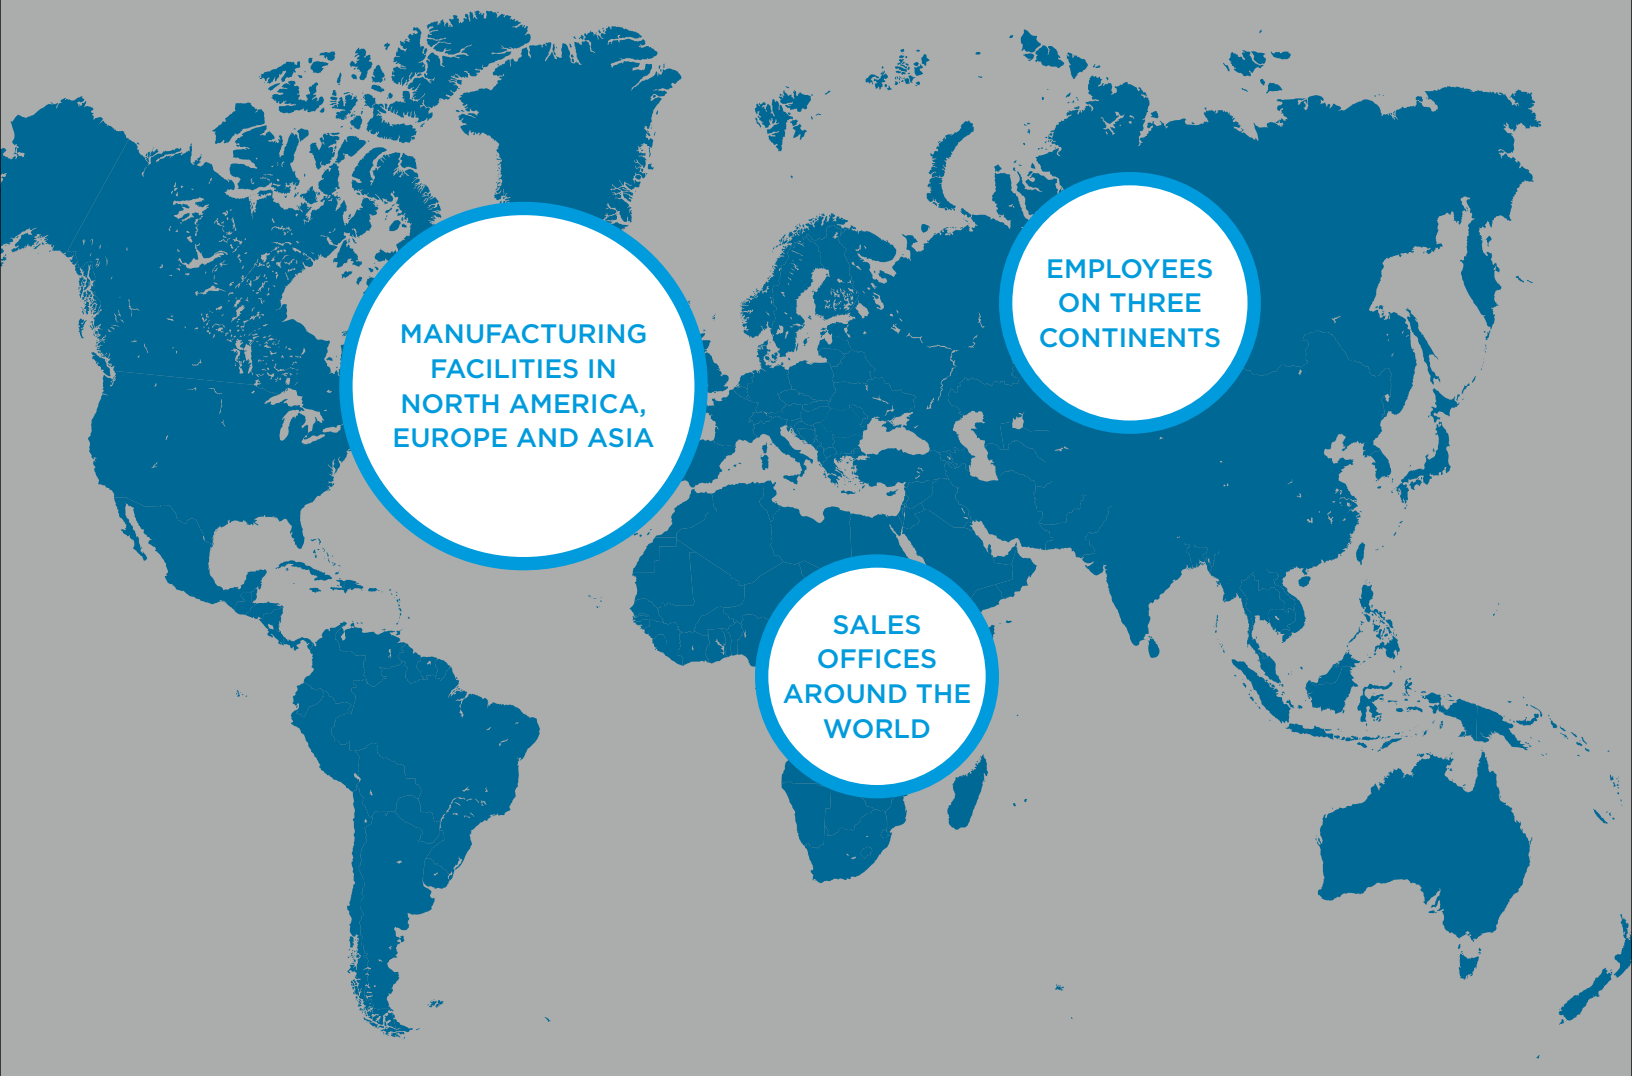 MANUFACTURING
FACILITIES IN
NORTH AMERICA,
EUROPE AND ASIA
EMPLOYEES
ON THREE
CONTINENTS
SALES
OFFICES
AROUND THE
WORLD